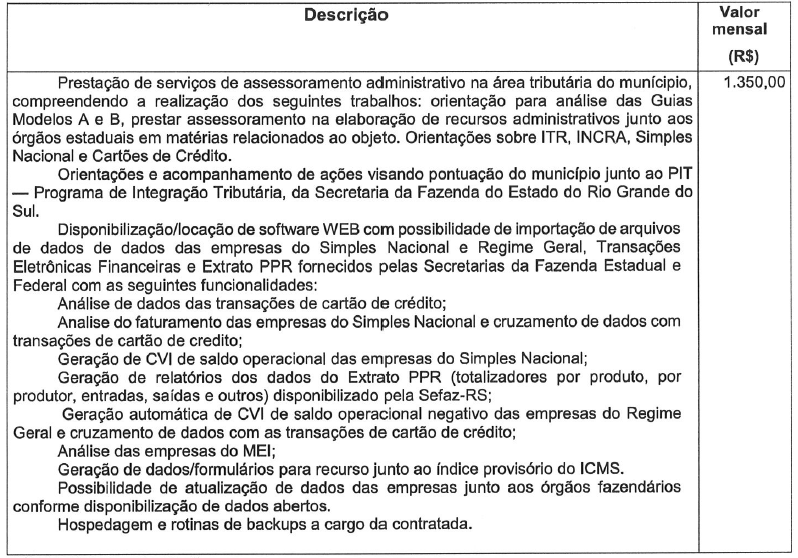 Descrição
Valor
mensal
(R$)
Prestação de serviços de assessoramento administrativo na área tributária do município,
1.350,00
compreendendo a realização dos seguintes trabalhos: orientação para análise das Guias
Modelos A e B, prestar assessoramento na elaboração de recursos administrativos junto aos
órgãos estaduais em matérias relacionados ao objeto. Orientações sobre ITR, INCRA, Simples
Nacional e Cartões de Crédito.
Orientações e acompanhamento de ações visando pontuação do município junto ao PIT
— Programa de Integração Tributária, da Secretaria da Fazenda do Estado do Rio Grande do
Sul.
Disponibilização/locação de software WEB com possibilidade de importação de arquivos
de dados de dados das empresas do Simples Nacional e Regime Geral, Transações
Eletrônicas Financeiras e Extrato PPR fornecidos pelas Secretarias da Fazenda Estadual e
Federal com as seguintes funcionalidades:
Análise de dados das transações de cartão de crédito;
Analise do faturamento das empresas do Simples Nacional e cruzamento de dados com
transações de cartão de credito;
Geração de CVI de saldo operacional das empresas do Simples Nacional;
Geração de relatórios dos dados do Extrato PPR (totalizadores por produto, por
produtor, entradas, saídas e outros) disponibilizado pela Sefaz-RS;
Geração automática de CVI de saldo operacional negativo das empresas do Regime
Geral e cruzamento de dados com as transações de cartão de crédito;
Análise das empresas do MEI;
Geração de dados/formulários para recurso junto ao índice provisório do ICMS.
Possibilidade de atualização de dados das empresas junto aos órgãos fazendários
conforme disponibilização de dados abertos.
Hospedagem e rotinas de backups a cargo da contratada.